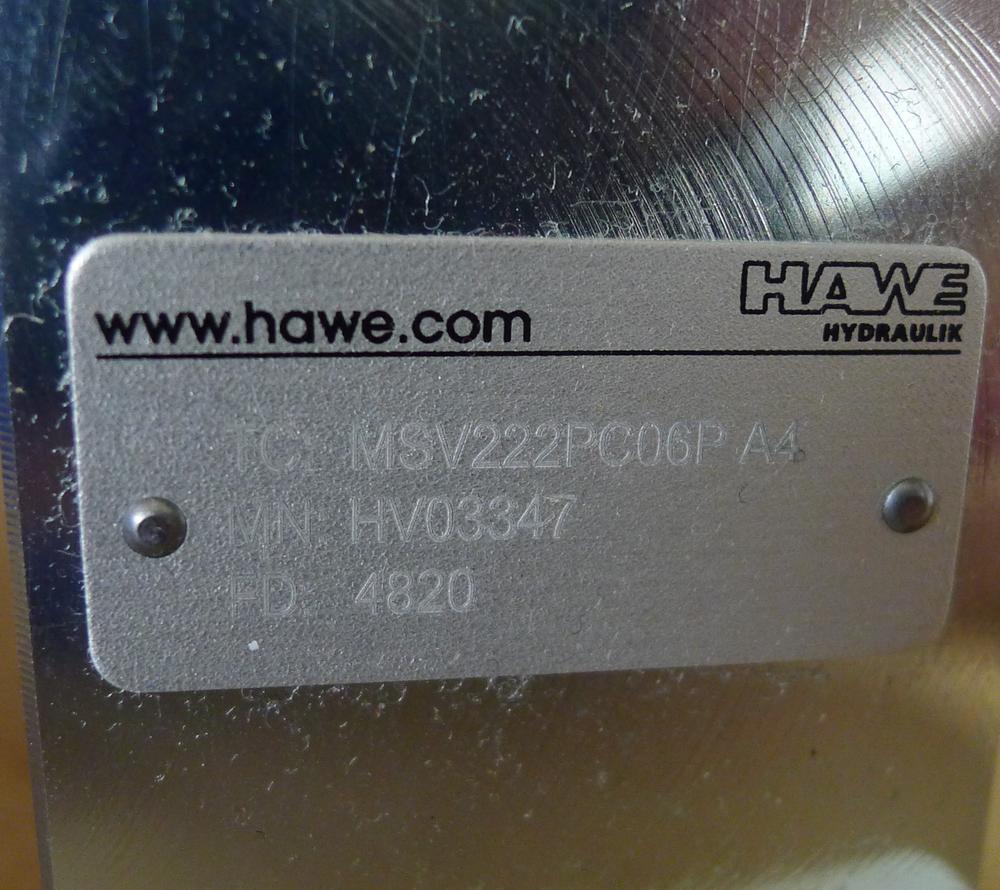 www.hawe.com
HAWE
HYDRAULIK
TC: MSV222PC06P A4
MN: HV03347
FD: 4820